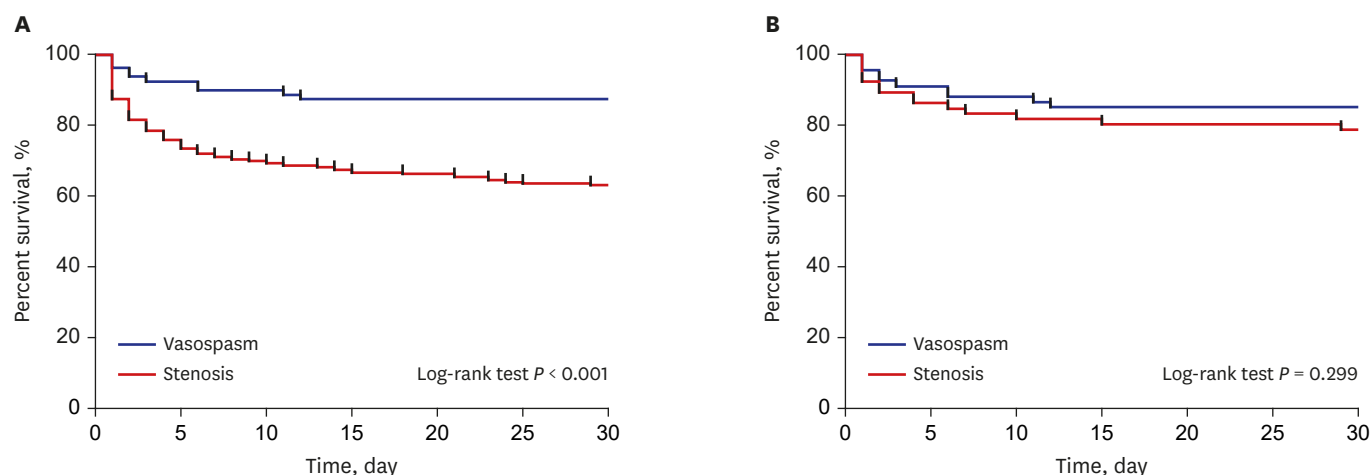 A
100
80
60
40
20
0
Percent survival, %
Vasospasm
Stenosis
Log-rank test P < 0.001
0 5 10 15 20 25 30
Time, day
B
100
80
60
40
20
0
Percent survival, %
Vasospasm
Stenosis
Log-rank test P = 0.299
0 5 10 15 20 25 30
Time, day